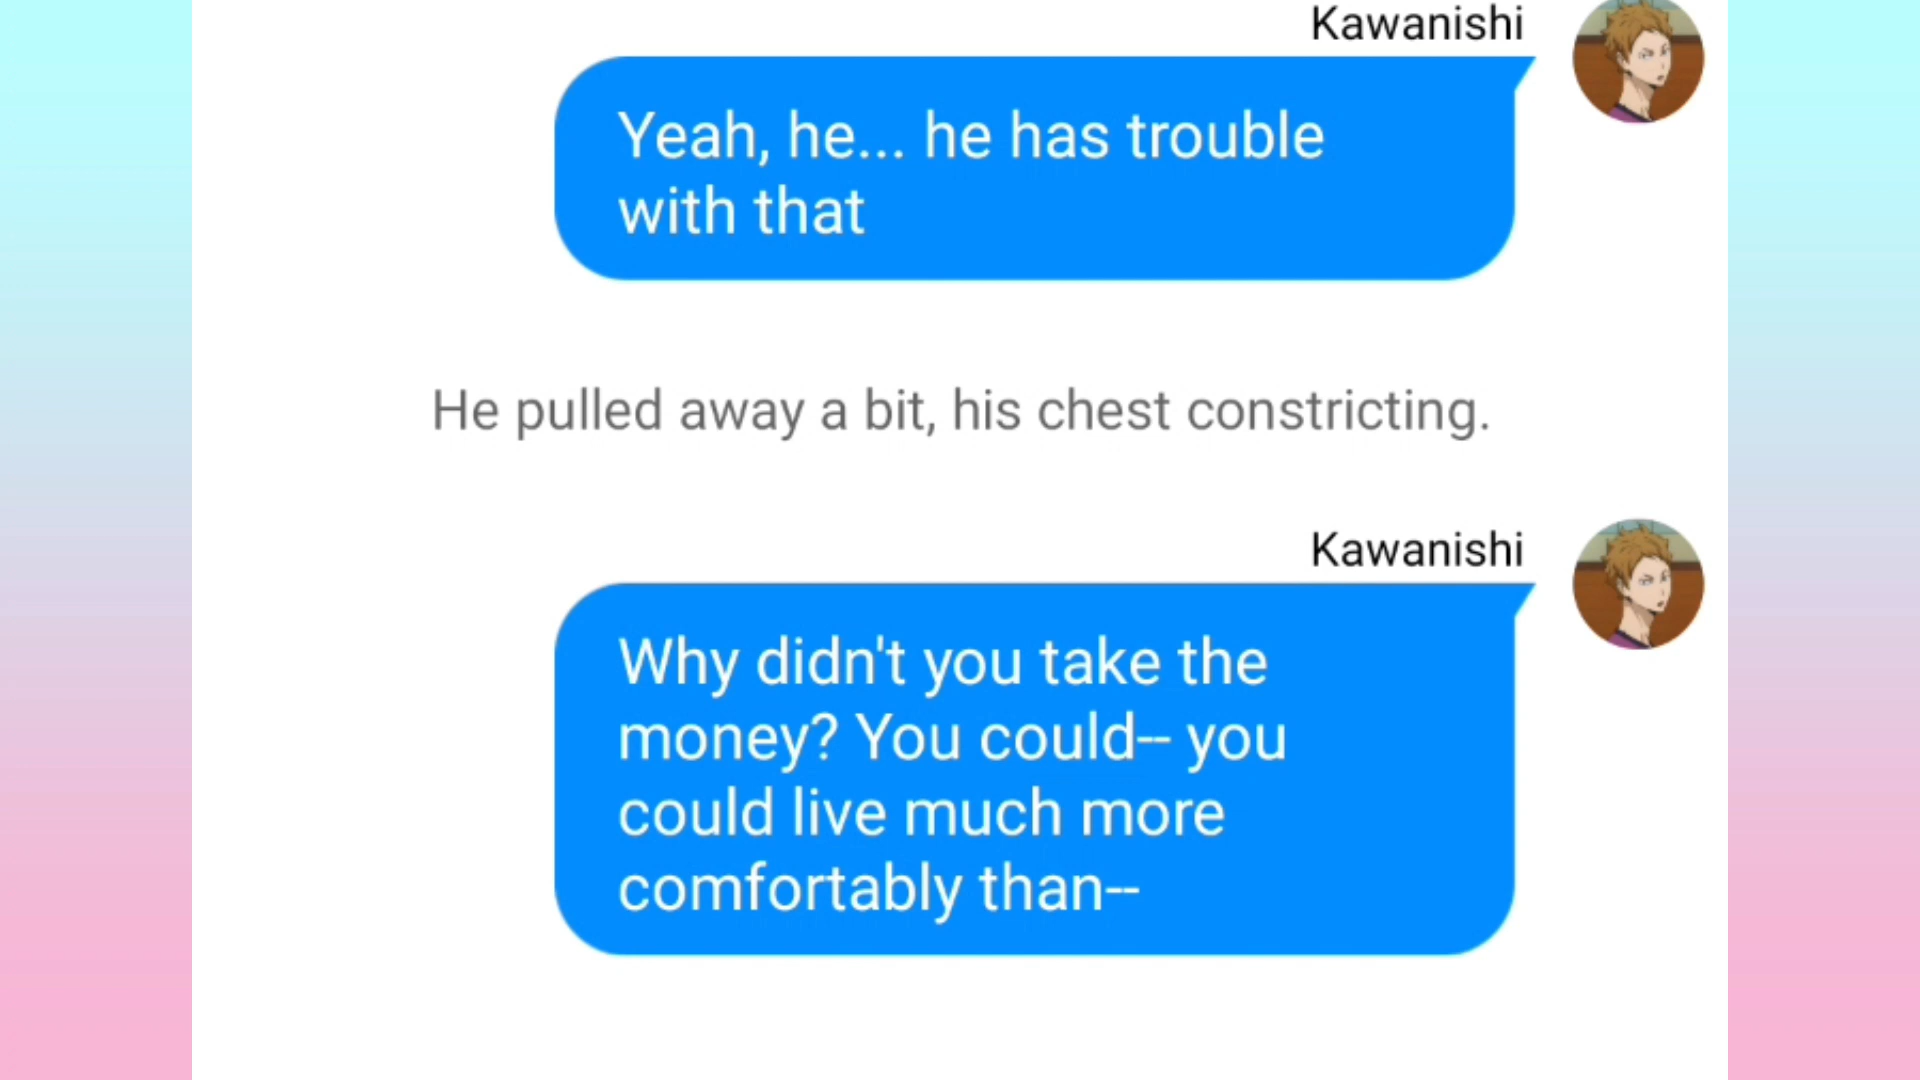 Kawanishi
Yeah, he... he has trouble
with that
He pulled away a bit, his chest constricting.
Kawanishi
Why didn't you take the
money? You could-- you
could live much more
comfortably than--